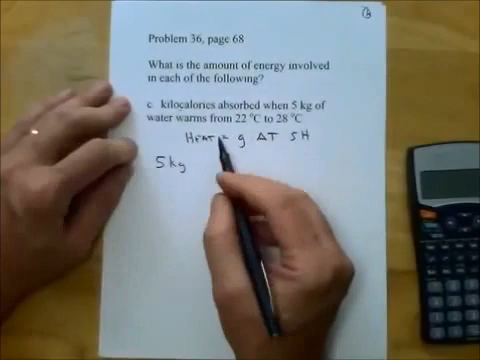 Problem 36, page 68
What is the amount of energy involved
in each of the following?
c. kilocalories absorbed when 5 kg of
water warms from 22 °C to 28 °C
HEAT = g ΔT SH
5 kg